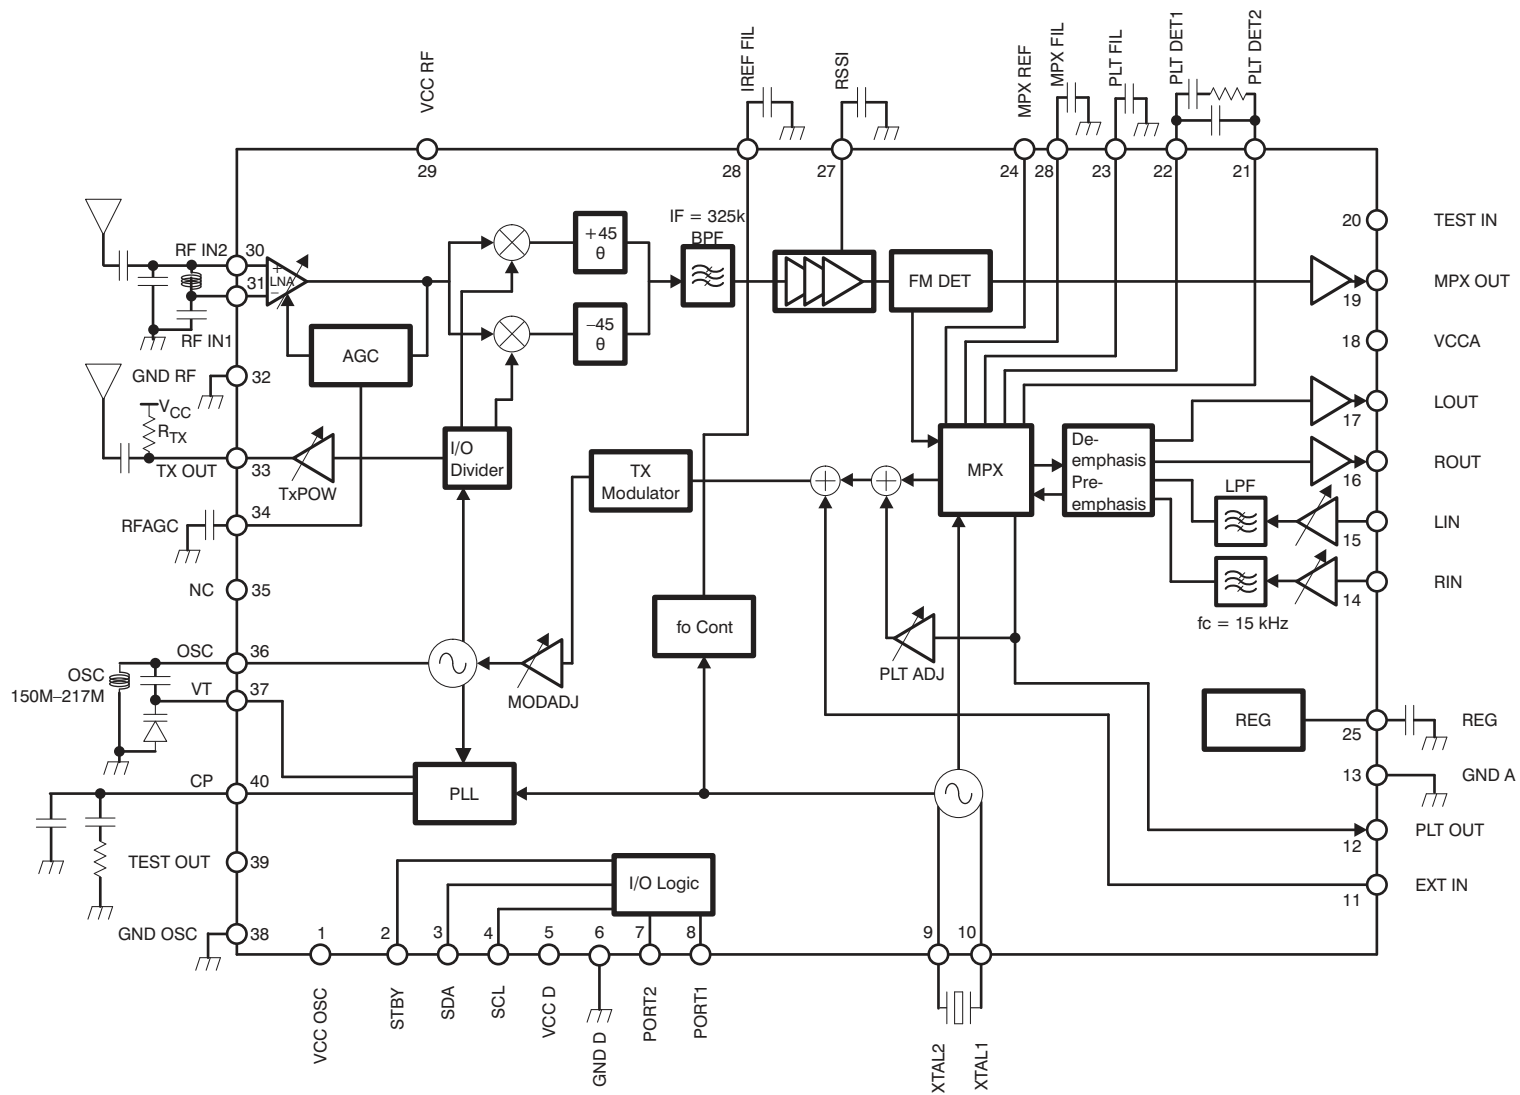 VCC RF
IREF FIL
RSSI
MPX REF
MPX FIL
PLT FIL
PLT DET1
PLT DET2
29
28
27
24
28
23
22
21
RF IN2
30
31
RF IN1
+
LNA
−
AGC
GND RF
32
VCC
RTX
TX OUT
33
TxPOW
RFAGC
34
NC
35
OSC
36
OSC
150M−217M
VT
37
CP
40
TEST OUT
39
GND OSC
38
+45
θ
−45
θ
IF = 325k
BPF
FM DET
I/O
Divider
TX
Modulator
MODADJ
fo Cont
PLL
I/O Logic
MPX
De-
emphasis
Pre-
emphasis
PLT ADJ
LPF
fc = 15 kHz
REG
20
TEST IN
MPX OUT
19
18
VCCA
LOUT
17
ROUT
16
LIN
15
RIN
14
REG
25
13
GND A
PLT OUT
12
EXT IN
11
1
2
3
4
5
6
7
8
9
10
VCC OSC
STBY
SDA
SCL
VCC D
GND D
PORT2
PORT1
XTAL2
XTAL1